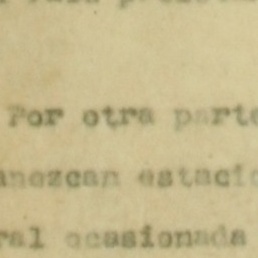 Por otra parte
anezcan estacio
ral ocasionada